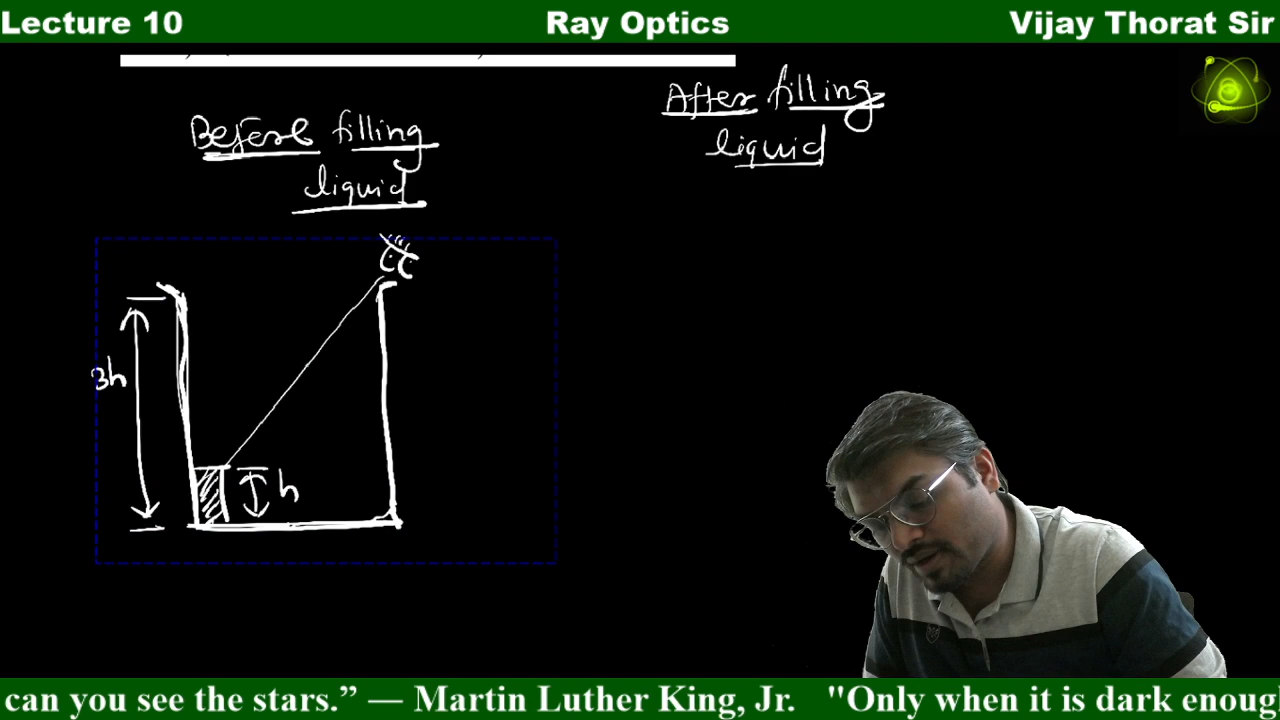 Lecture 10 Ray Optics Vijay Thorat Sir
Before filling
liquid
After filling
liquid
3h
h
can you see the stars.” — Martin Luther King, Jr. "Only when it is dark enoug